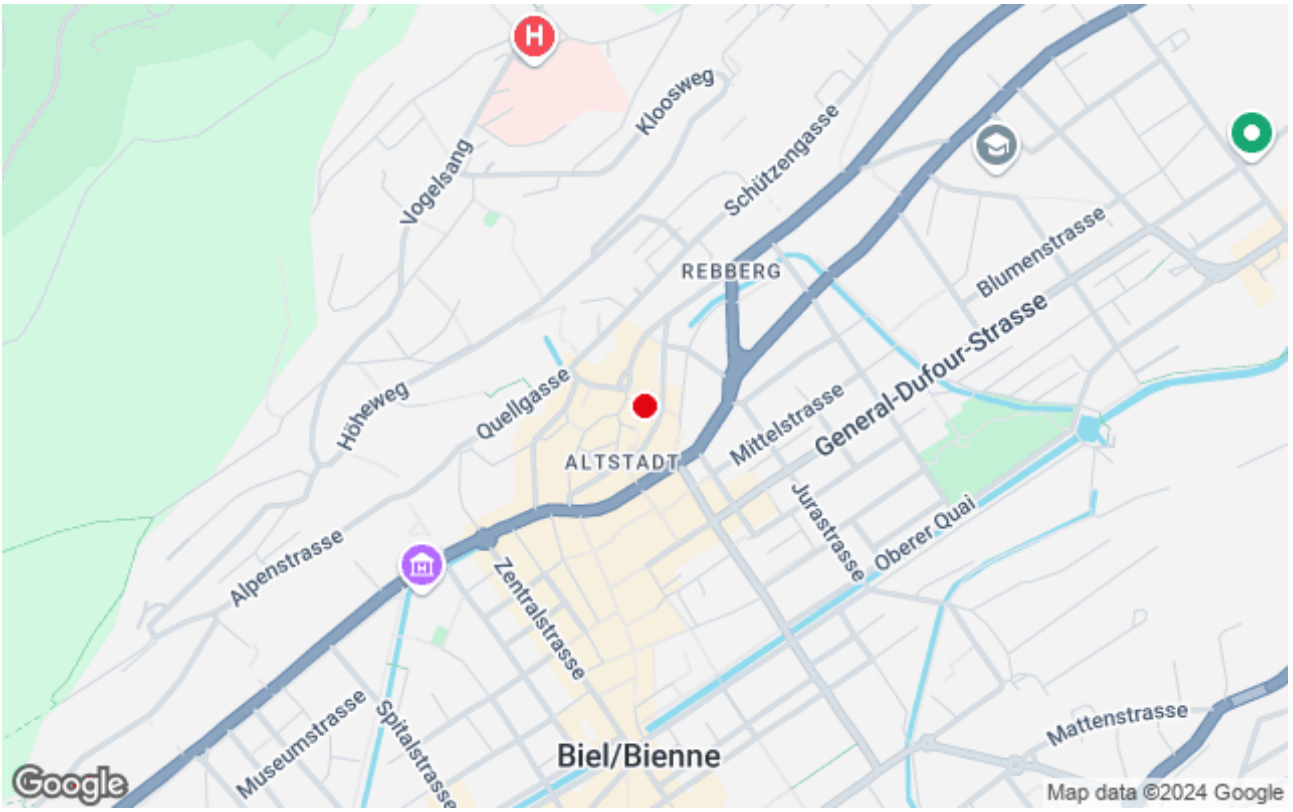 H
Kloosweg
Vogelsang
Schützengasse
REBBERG
Blumenstrasse
General-Dufour-Strasse
Höheweg
Quellgasse
Mittelstrasse
ALTSTADT
Jurastrasse
Oberer Quai
Alpenstrasse
Zentralstrasse
Museumstrasse
Spitalstrasse
Mattenstrasse
Biel/Bienne
Google
Map data ©2024 Google